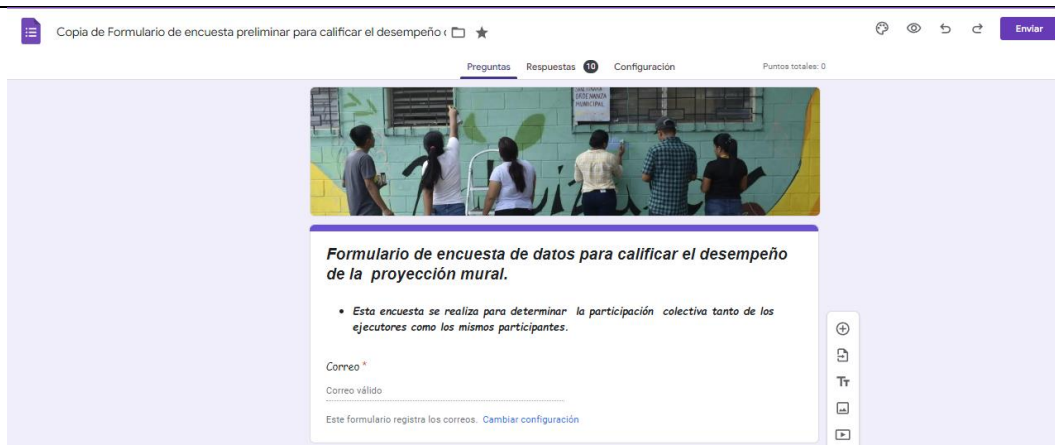 Copia de Formulario de encuesta preliminar para calificar el desempeño
Enviar
Preguntas Respuestas 10 Configuración Puntos totales: 0
ORDENANZA
MUNICIPAL
Formulario de encuesta de datos para calificar el desempeño
de la proyección mural.
• Esta encuesta se realiza para determinar la participación colectiva tanto de los
ejecutores como los mismos participantes.
Correo *
Correo válido
Este formulario registra los correos. Cambiar configuración
Tт